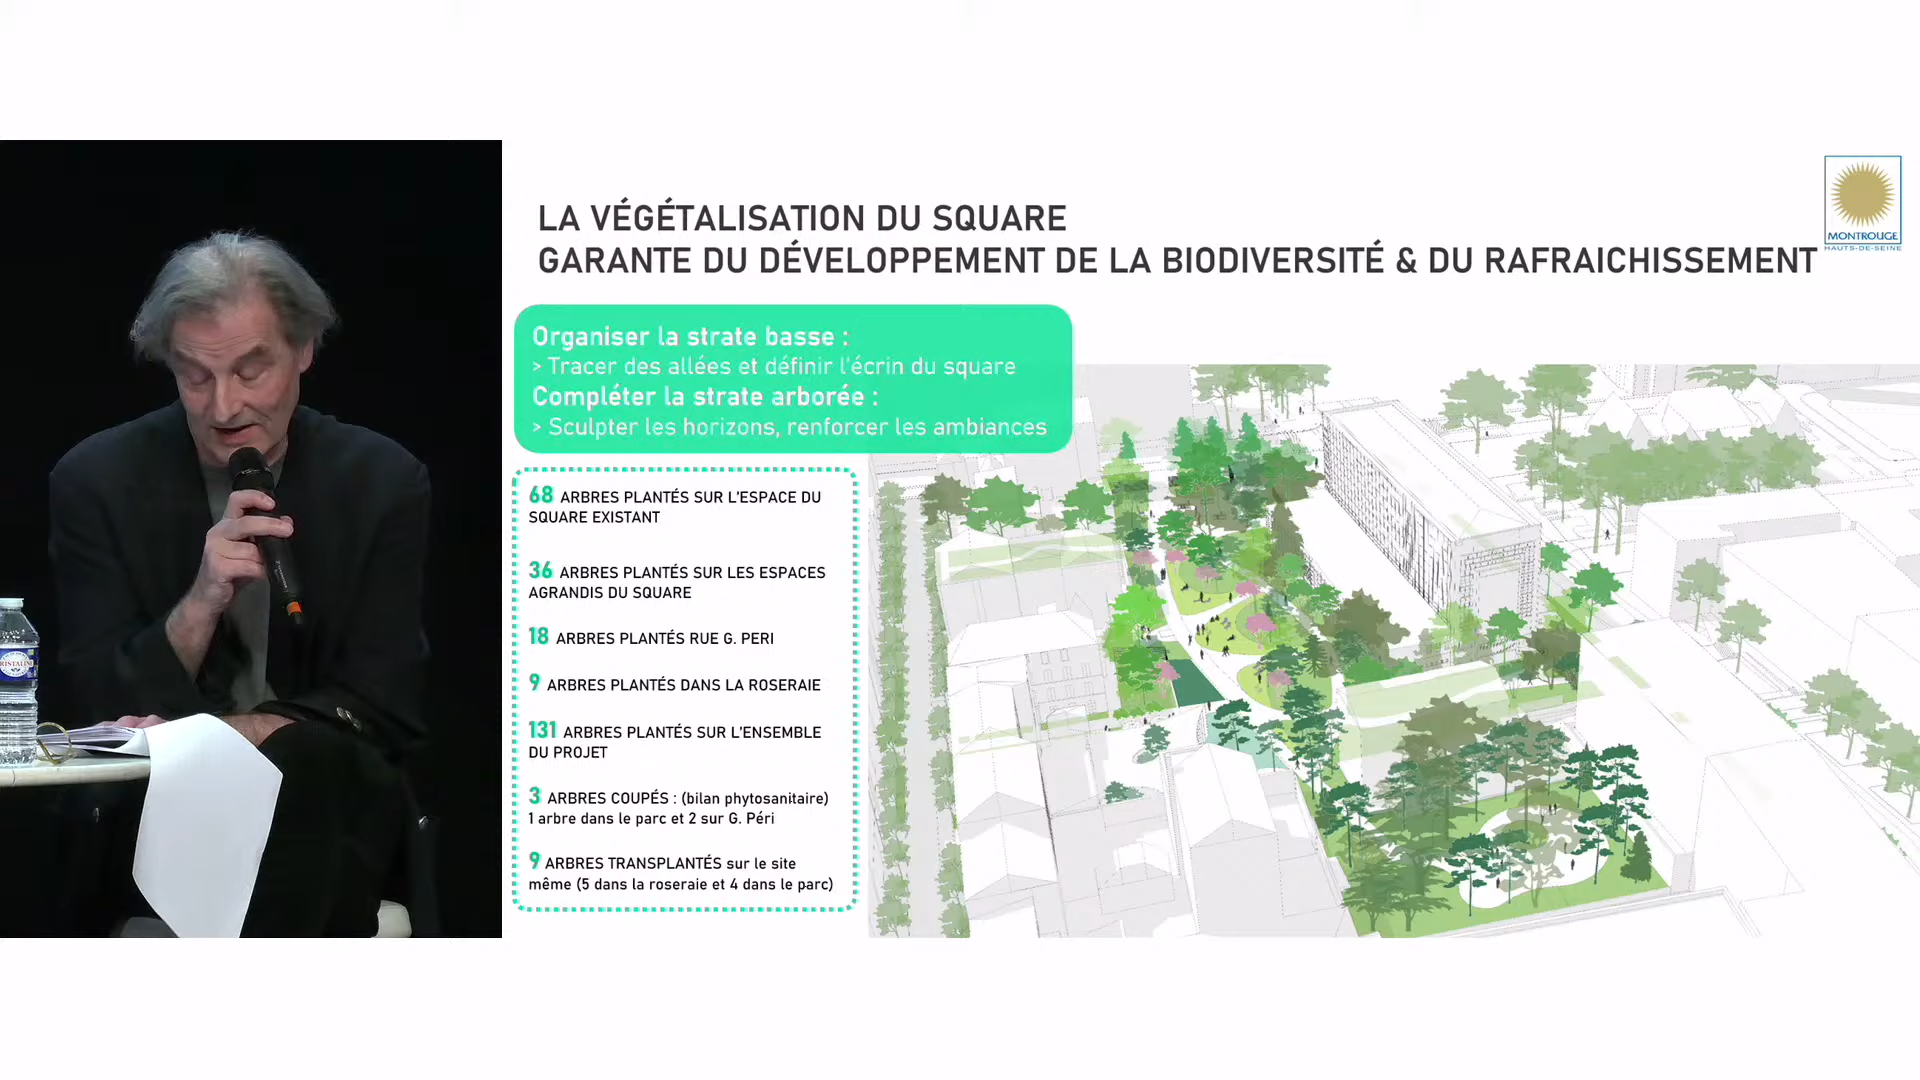 LA VÉGÉTALISATION DU SQUARE
GARANTE DU DÉVELOPPEMENT DE LA BIODIVERSITÉ & DU RAFRAICHISSEMENT
MONTROUGE
HAUTS-DE-SEINE
Organiser la strate basse :
> Tracer des allées et définir l'écrin du square
Compléter la strate arborée :
> Sculpter les horizons, renforcer les ambiances
68 ARBRES PLANTÉS SUR L'ESPACE DU
SQUARE EXISTANT
36 ARBRES PLANTÉS SUR LES ESPACES
AGRANDIS DU SQUARE
18 ARBRES PLANTÉS RUE G. PERI
9 ARBRES PLANTÉS DANS LA ROSERAIE
131 ARBRES PLANTÉS SUR L'ENSEMBLE
DU PROJET
3 ARBRES COUPÉS : (bilan phytosanitaire)
1 arbre dans le parc et 2 sur G. Péri
9 ARBRES TRANSPLANTÉS sur le site
même (5 dans la roseraie et 4 dans le parc)